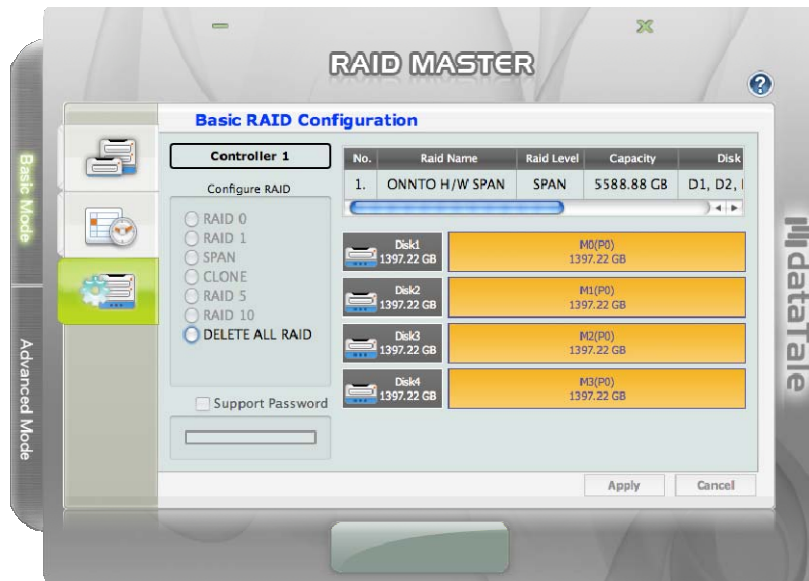 RAID MASTER
?
Basic Mode
Advanced Mode
dataTale
Basic RAID Configuration
Controller 1
Configure RAID
RAID 0
RAID 1
SPAN
CLONE
RAID 5
RAID 10
DELETE ALL RAID
Support Password
No. Raid Name Raid Level Capacity Disk
1. ONNTO H/W SPAN SPAN 5588.88 GB D1, D2,
Disk1
1397.22 GB
M0(P0)
1397.22 GB
Disk2
1397.22 GB
M1(P0)
1397.22 GB
Disk3
1397.22 GB
M2(P0)
1397.22 GB
Disk4
1397.22 GB
M3(P0)
1397.22 GB
Apply Cancel